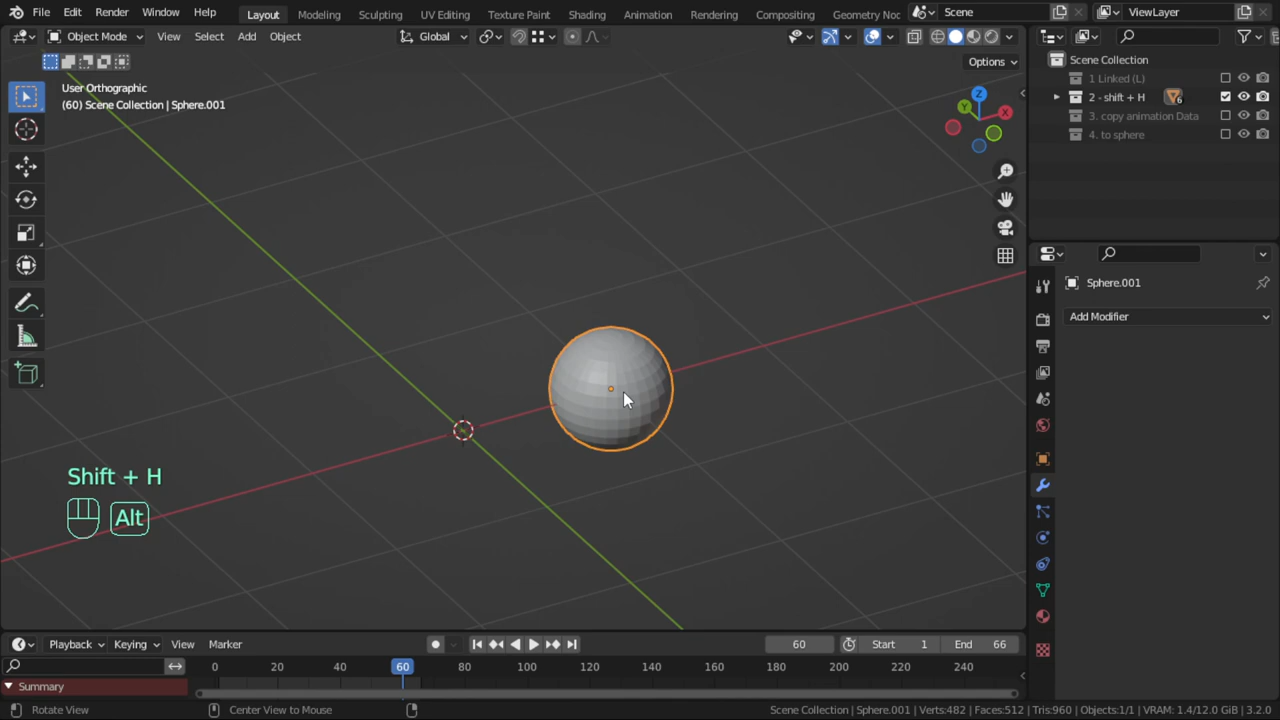 File Edit Render Window Help Layout Modeling Sculpting UV Editing Texture Paint Shading Animation Rendering Compositing Geometry Noc Scene ViewLayer
Object Mode View Select Add Object Global
Options
User Orthographic
(60) Scene Collection | Sphere.001
Z
Y
X
Scene Collection
1 Linked (L)
2 - shift + H 6
3. copy animation Data
4. to sphere
Sphere.001
Add Modifier
Shift + H
Alt
Playback Keying View Marker 60 Start 1 End 66
0 20 40 60 80 100 120 140 160 180 200 220 240
Summary
Rotate View Center View to Mouse Scene Collection | Sphere.001 | Verts:482 | Faces:512 | Tris:960 | Objects:1/1 | VRAM: 1.4/12.0 GiB | 3.2.0